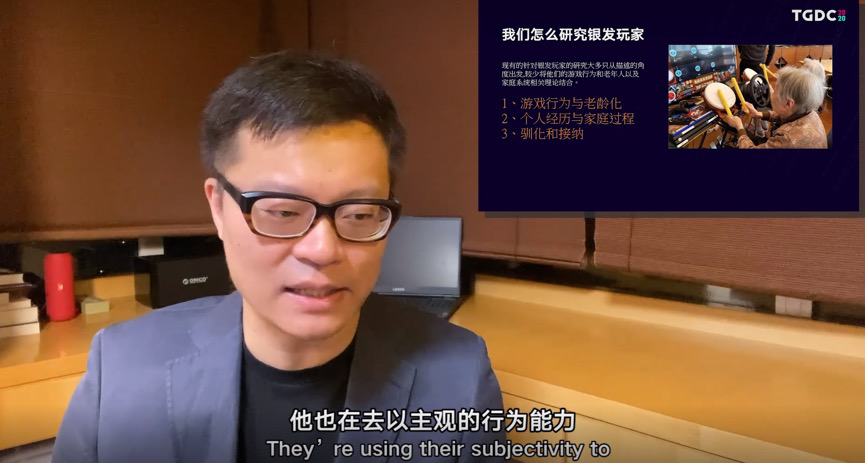 TGDC 2020
我们怎么研究银发玩家
现有的针对银发玩家的研究大多只从描述的角
度出发,较少将他们的游戏行为和老年人以及
家庭系统相关理论结合。
1、游戏行为与老龄化
2、个人经历与家庭过程
3、驯化和接纳
ORICO
他也在去以主观的行为能力
They're using their subjectivity to